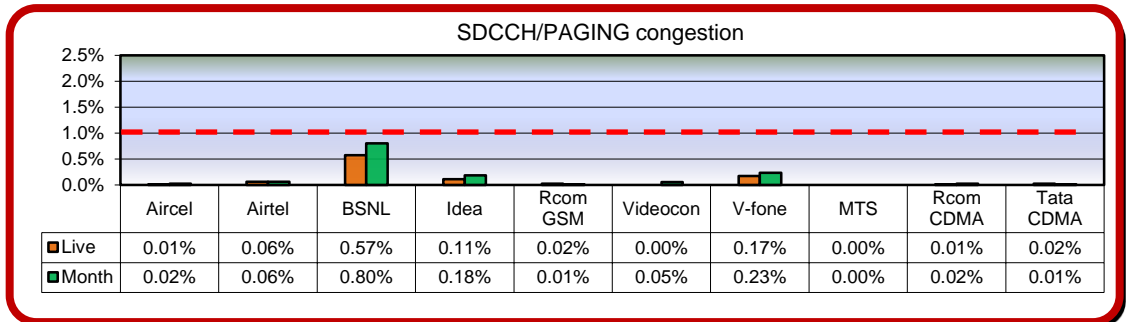 SDCCH/PAGING congestion
2.5%
2.0%
1.5%
1.0%
0.5%
0.0%
Aircel Airtel BSNL Idea Rcom GSM Videocon V-fone MTS Rcom CDMA Tata CDMA
Live 0.01% 0.06% 0.57% 0.11% 0.02% 0.00% 0.17% 0.00% 0.01% 0.02%
Month 0.02% 0.06% 0.80% 0.18% 0.01% 0.05% 0.23% 0.00% 0.02% 0.01%